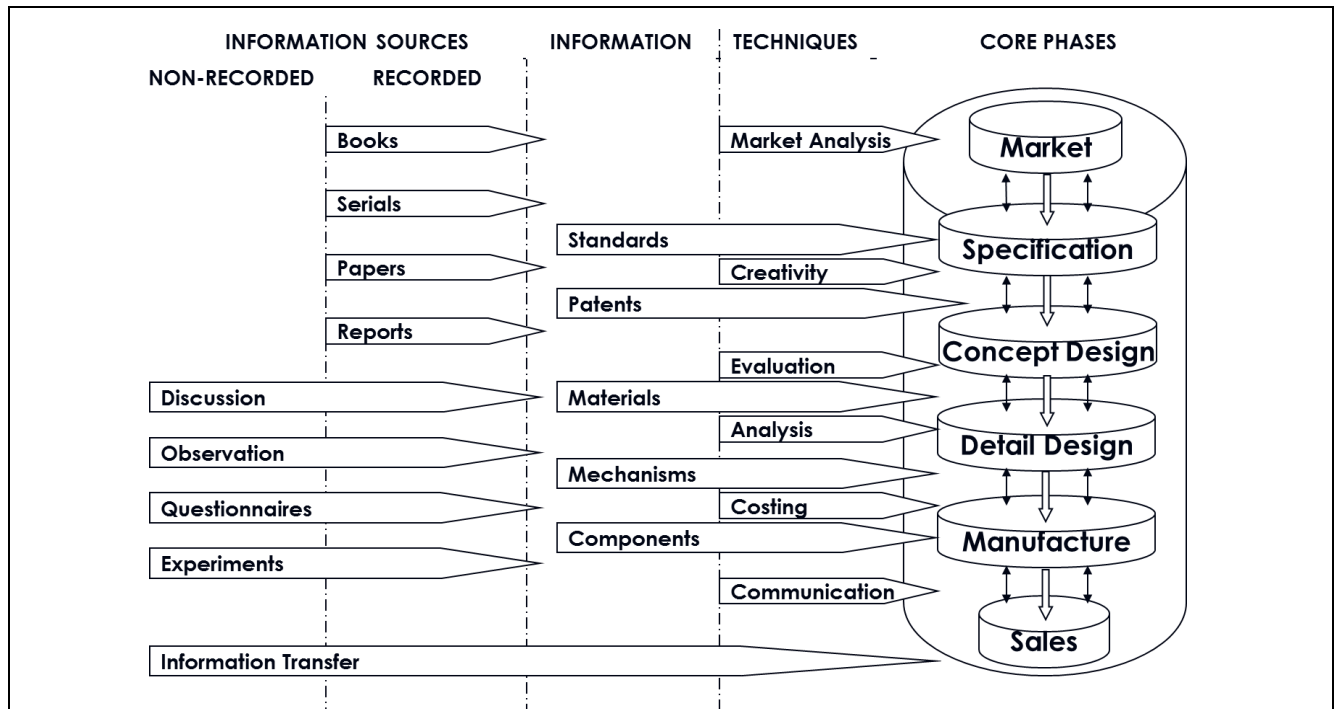 INFORMATION SOURCES
INFORMATION
TECHNIQUES
CORE PHASES
NON-RECORDED
RECORDED
Books
Market Analysis
Market
Serials
Standards
Specification
Papers
Creativity
Patents
Reports
Concept Design
Evaluation
Discussion
Materials
Analysis
Detail Design
Observation
Mechanisms
Questionnaires
Costing
Components
Manufacture
Experiments
Communication
Sales
Information Transfer